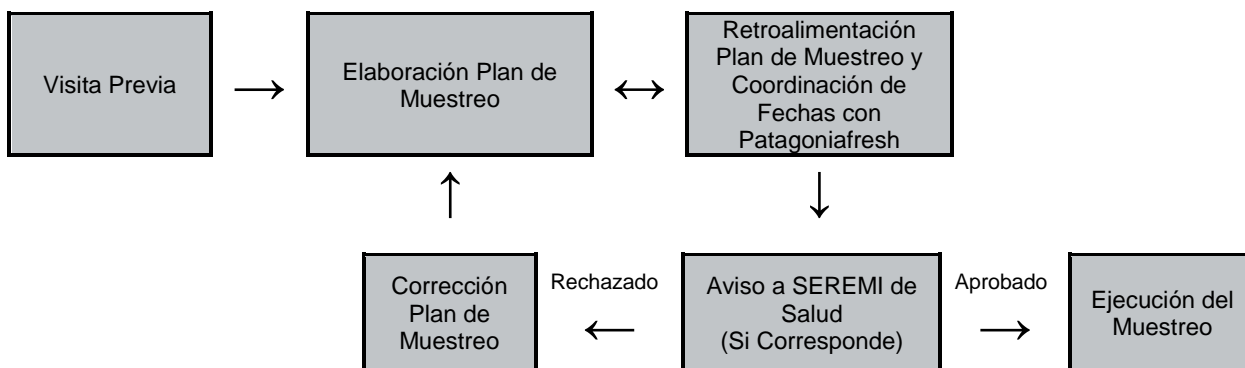 Visita Previa
Elaboración Plan de
Muestreo
Retroalimentación
Plan de Muestreo y
Coordinación de
Fechas con
Patagoniafresh
Corrección
Plan de
Muestreo
Rechazado
Aviso a SEREMI de
Salud
(Si Corresponde)
Aprobado
Ejecución del
Muestreo